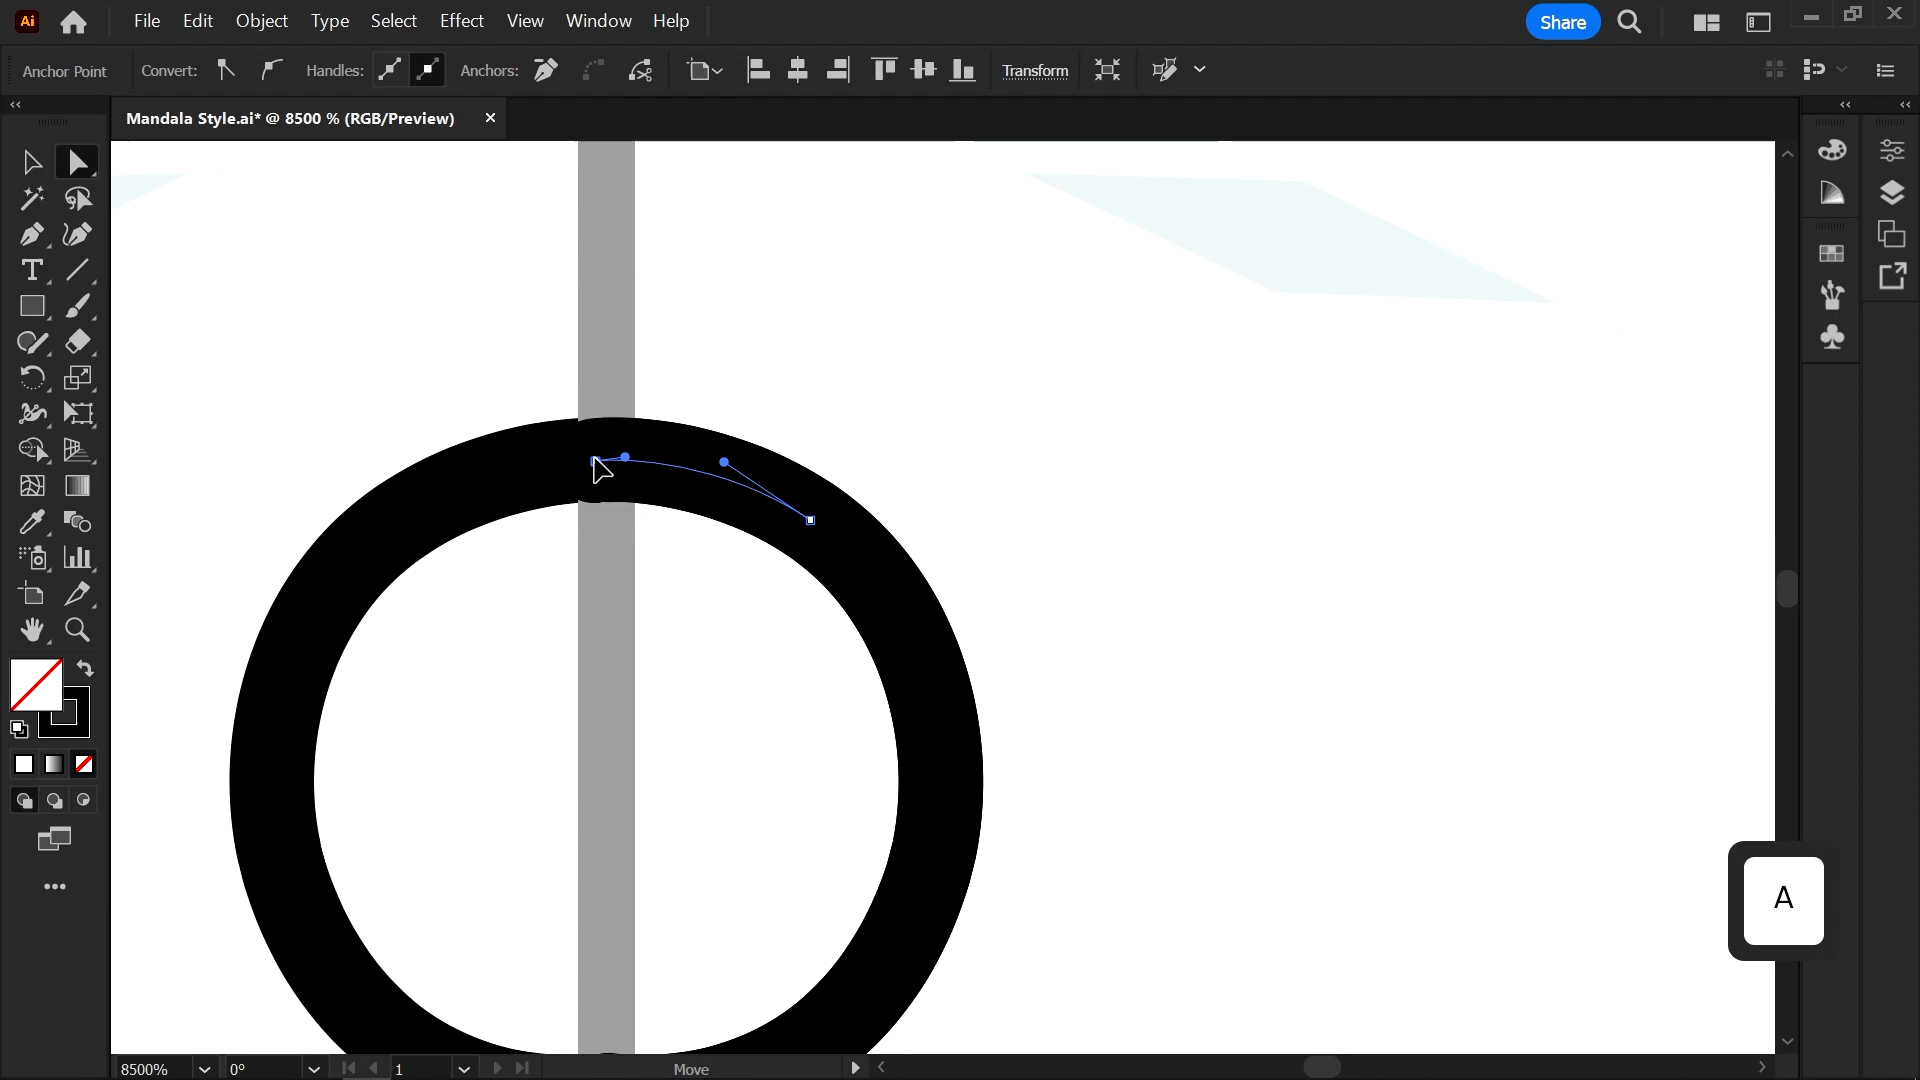 Ai File Edit Object Type Select Effect View Window Help Share
Anchor Point Convert: Handles: Anchors: Transform
Mandala Style.ai* @ 8500 % (RGB/Preview)
T
A
8500% 0° 1 Move